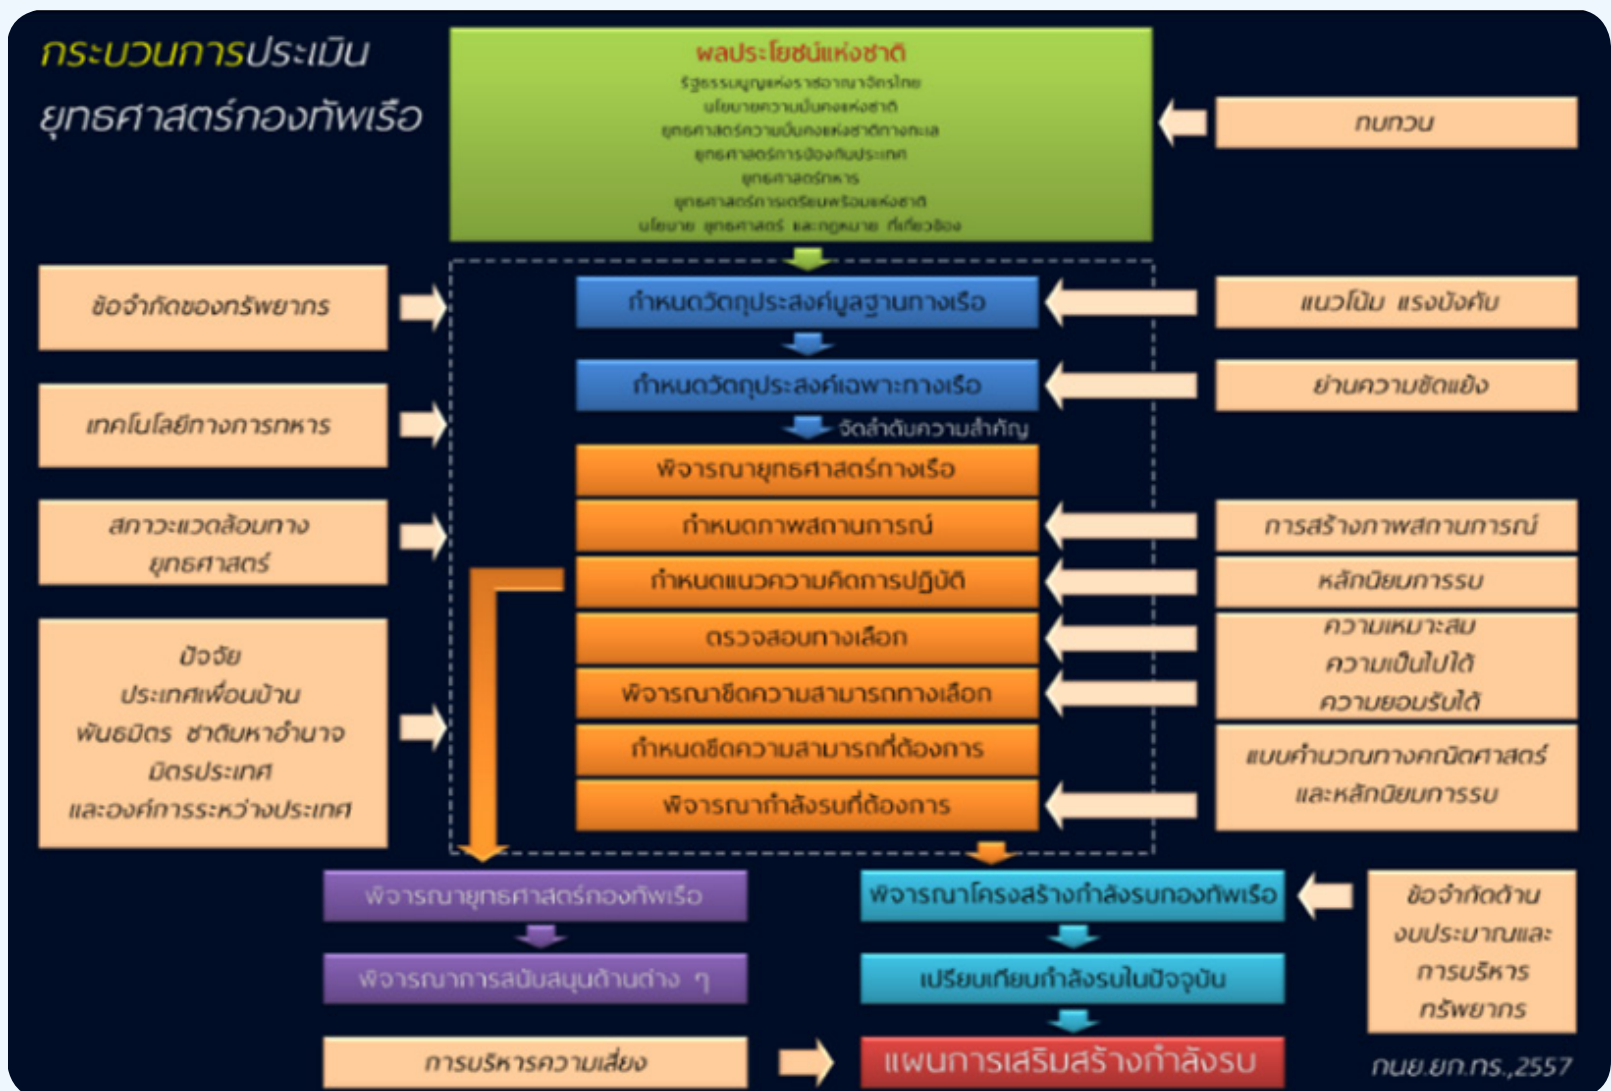 กระบวนการประเมิน
ยุทธศาสตร์กองทัพเรือ
ผลประโยชน์แห่งชาติ
รัฐธรรมนูญแห่งราชอาณาจักรไทย
นโยบายความมั่นคงแห่งชาติ
ยุทธศาสตร์ความมั่นคงแห่งชาติทางทะเล
ยุทธศาสตร์การป้องกันประเทศ
ยุทธศาสตร์ทหาร
ยุทธศาสตร์การเตรียมพร้อมแห่งชาติ
นโยบาย ยุทธศาสตร์ และกฎหมาย ที่เกี่ยวข้อง
ทบทวน
ข้อจำกัดของทรัพยากร
เทคโนโลยีทางการทหาร
สภาวะแวดล้อมทาง
ยุทธศาสตร์
ปัจจัย
ประเทศเพื่อนบ้าน
พันธมิตร ชาติมหาอำนาจ
มิตรประเทศ
และองค์การระหว่างประเทศ
กำหนดวัตถุประสงค์มูลฐานทางเรือ
กำหนดวัตถุประสงค์เฉพาะทางเรือ
จัดลำดับความสำคัญ
พิจารณายุทธศาสตร์ทางเรือ
กำหนดภาพสถานการณ์
กำหนดแนวความคิดการปฏิบัติ
ตรวจสอบทางเลือก
พิจารณาขีดความสามารถทางเลือก
กำหนดขีดความสามารถที่ต้องการ
พิจารณากำลังรบที่ต้องการ
แนวโน้ม แรงบังคับ
ย่านความขัดแย้ง
การสร้างภาพสถานการณ์
หลักนิยมการรบ
ความเหมาะสม
ความเป็นไปได้
ความยอมรับได้
แบบคำนวณทางคณิตศาสตร์
และหลักนิยมการรบ
พิจารณายุทธศาสตร์กองทัพเรือ
พิจารณาการสนับสนุนด้านต่าง ๆ
การบริหารความเสี่ยง
พิจารณาโครงสร้างกำลังรบกองทัพเรือ
เปรียบเทียบกำลังรบในปัจจุบัน
แผนการเสริมสร้างกำลังรบ
ข้อจำกัดด้าน
งบประมาณและ
การบริหาร
ทรัพยากร
กนย.ยก.ทร.,2557